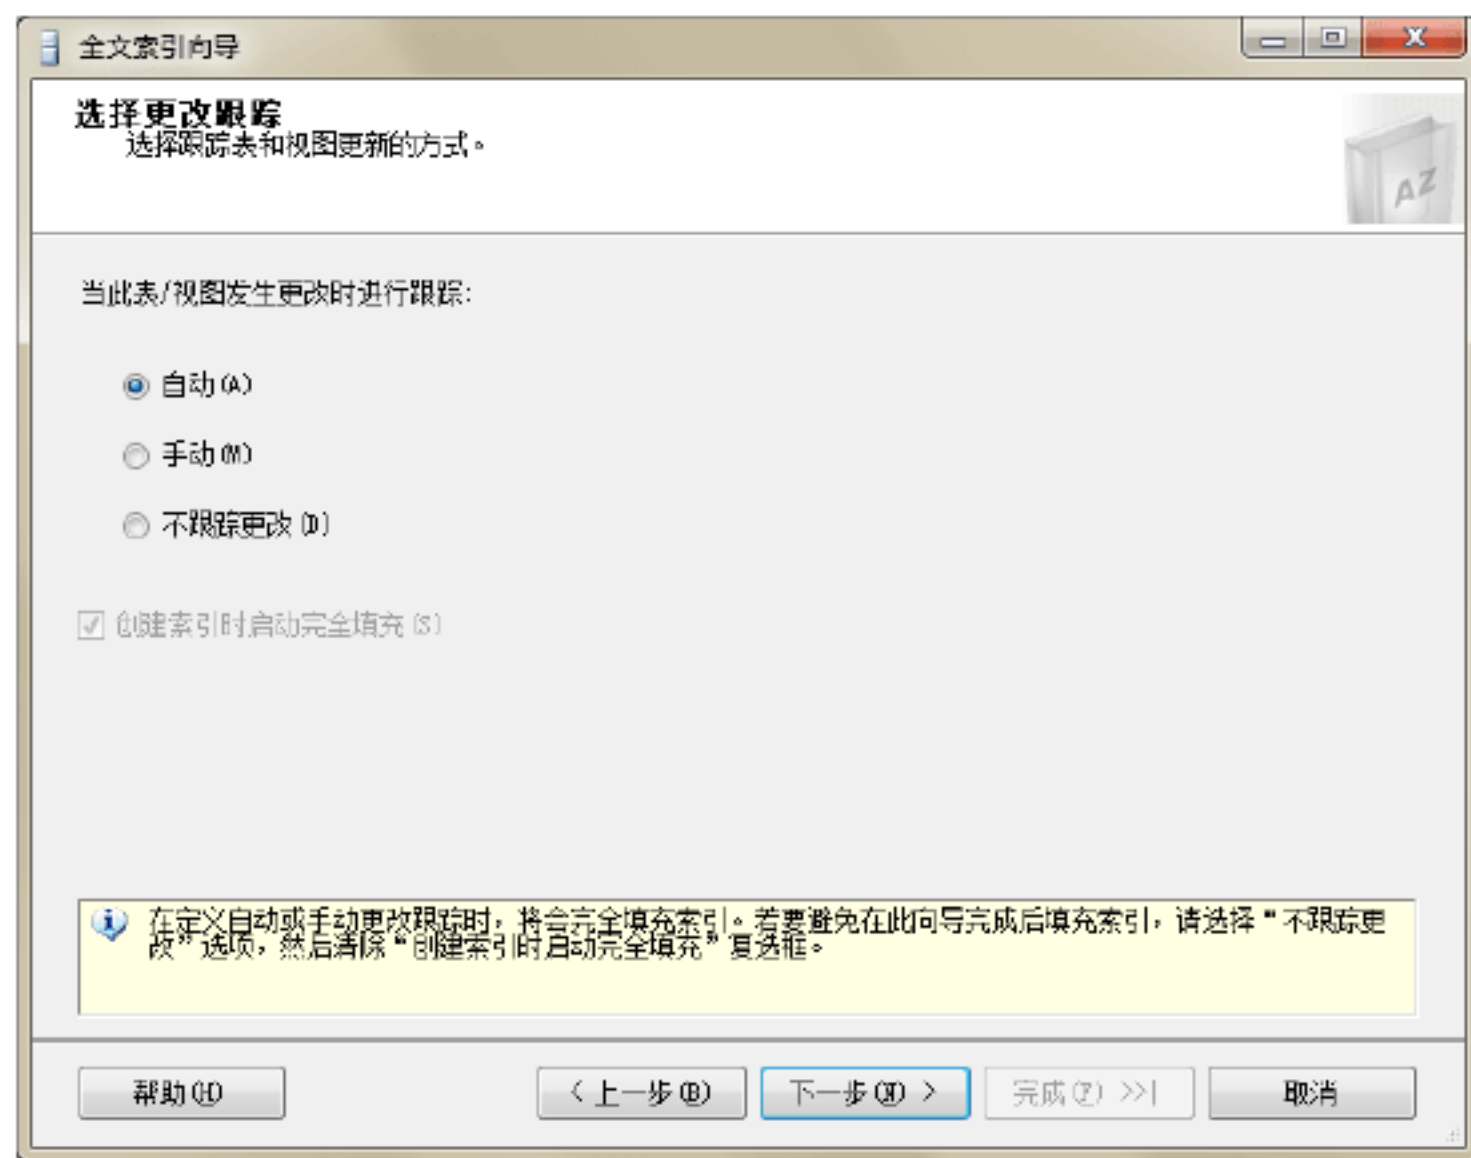 全文索引向导
选择更改跟踪
选择跟踪表和视图更新的方式。
AZ
当此表/视图发生更改时进行跟踪:
自动(A)
手动(M)
不跟踪更改(D)
创建索引时启动完全填充(S)
在定义自动或手动更改跟踪时，将会完全填充索引。若要避免在此向导完成后填充索引，请选择“不跟踪更
改”选项，然后清除“创建索引时启动完全填充”复选框。
帮助(H) < 上一步(B) 下一步(N) > 完成(F) >>| 取消